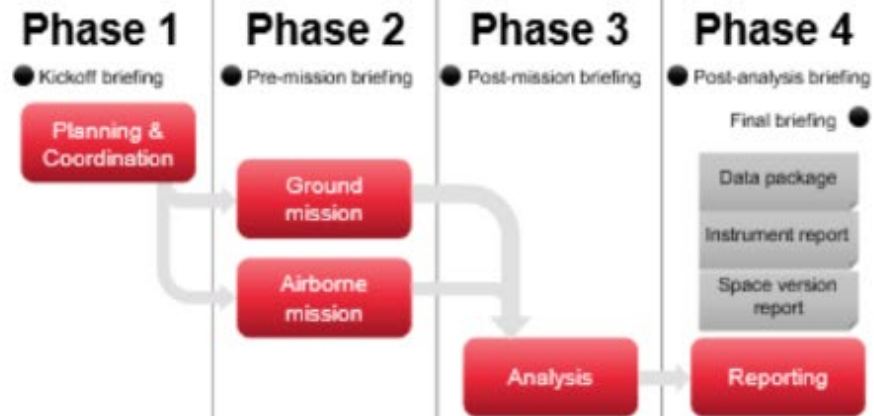 Phase 1
Phase 2
Phase 3
Phase 4
Kickoff briefing
Pre-mission briefing
Post-mission briefing
Post-analysis briefing
Final briefing
Planning &
Coordination
Ground
mission
Airborne
mission
Data package
Instrument report
Space version
report
Analysis
Reporting